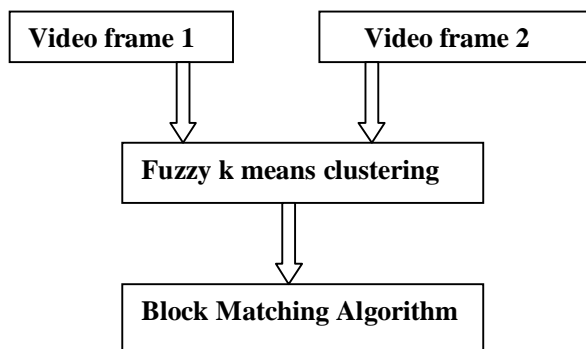 Video frame 1
Video frame 2
Fuzzy k means clustering
Block Matching Algorithm